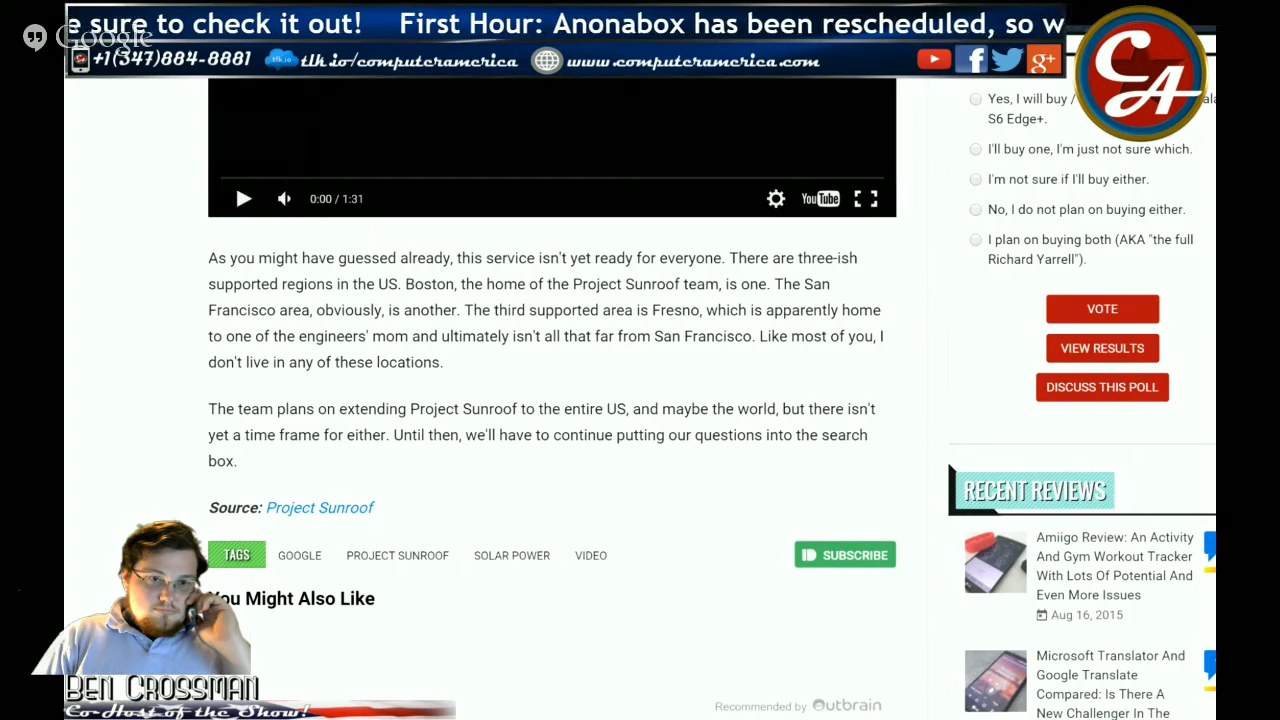 e sure to check it out! First Hour: Anonabox has been rescheduled, so w
Google
+1(347)884-8881 tlk.io/computeramerica www.computeramerica.com
CA
Yes, I will buy
S6 Edge+.
I'll buy one, I'm just not sure which.
I'm not sure if I'll buy either.
No, I do not plan on buying either.
I plan on buying both (AKA "the full
Richard Yarrell").
VOTE
VIEW RESULTS
DISCUSS THIS POLL
0:00 / 1:31
YouTube
As you might have guessed already, this service isn't yet ready for everyone. There are three-ish
supported regions in the US. Boston, the home of the Project Sunroof team, is one. The San
Francisco area, obviously, is another. The third supported area is Fresno, which is apparently home
to one of the engineers' mom and ultimately isn't all that far from San Francisco. Like most of you, I
don't live in any of these locations.
The team plans on extending Project Sunroof to the entire US, and maybe the world, but there isn't
yet a time frame for either. Until then, we'll have to continue putting our questions into the search
box.
Source: Project Sunroof
TAGS GOOGLE PROJECT SUNROOF SOLAR POWER VIDEO
SUBSCRIBE
You Might Also Like
Recommended by Outbrain
RECENT REVIEWS
Amiigo Review: An Activity
And Gym Workout Tracker
With Lots Of Potential And
Even More Issues
Aug 16, 2015
Microsoft Translator And
Google Translate
Compared: Is There A
New Challenger In The
BEN CROSSMAN
Co-Host of the Show!